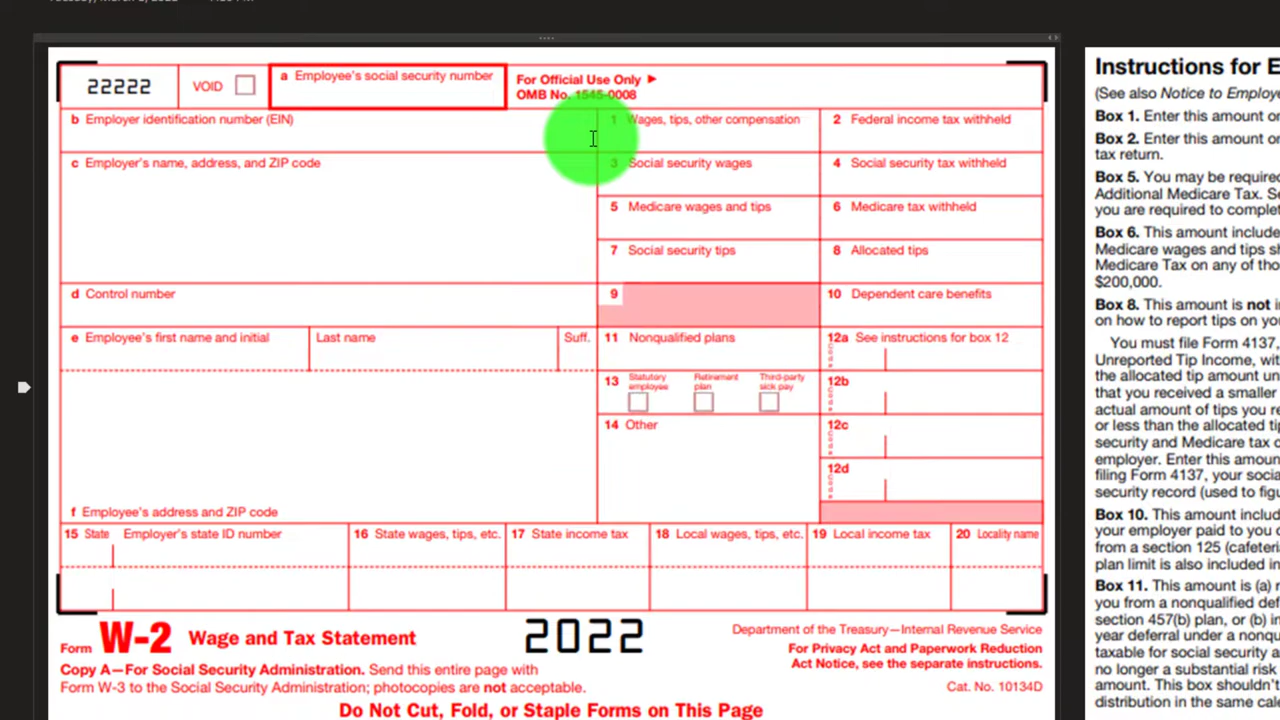 22222
VOID
a Employee's social security number
For Official Use Only ►
OMB No. 1545-0008
b Employer identification number (EIN)
1 Wages, tips, other compensation
2 Federal income tax withheld
c Employer's name, address, and ZIP code
3 Social security wages
4 Social security tax withheld
5 Medicare wages and tips
6 Medicare tax withheld
7 Social security tips
8 Allocated tips
d Control number
9
10 Dependent care benefits
e Employee's first name and initial
Last name
Suff.
11 Nonqualified plans
12a See instructions for box 12
13 Statutory employee
Retirement plan
Third-party sick pay
12b
14 Other
12c
12d
f Employee's address and ZIP code
15 State Employer's state ID number
16 State wages, tips, etc.
17 State income tax
18 Local wages, tips, etc.
19 Local income tax
20 Locality name
Form W-2 Wage and Tax Statement
2022
Department of the Treasury—Internal Revenue Service
For Privacy Act and Paperwork Reduction
Act Notice, see the separate instructions.
Copy A—For Social Security Administration. Send this entire page with
Form W-3 to the Social Security Administration; photocopies are not acceptable.
Cat. No. 10134D
Do Not Cut, Fold, or Staple Forms on This Page
Instructions for E
(See also Notice to Employe
Box 1. Enter this amount o
Box 2. Enter this amount o
tax return.
Box 5. You may be required
Additional Medicare Tax. Se
you are required to complet
Box 6. This amount include
Medicare wages and tips sh
Medicare Tax on any of tho
$200,000.
Box 8. This amount is not i
on how to report tips on yo
You must file Form 4137,
Unreported Tip Income, wit
the allocated tip amount un
that you received a smaller
actual amount of tips you re
or less than the allocated tip
security and Medicare tax o
employer. Enter this amoun
filing Form 4137, your socia
security record (used to figu
Box 10. This amount includ
your employer paid to you o
from a section 125 (cafeteri
plan limit is also included in
Box 11. This amount is (a) r
you from a nonqualified def
section 457(b) plan, or (b) in
year deferral under a nonqu
taxable for social security a
no longer a substantial risk
amount. This box shouldn't
distribution in the same cale